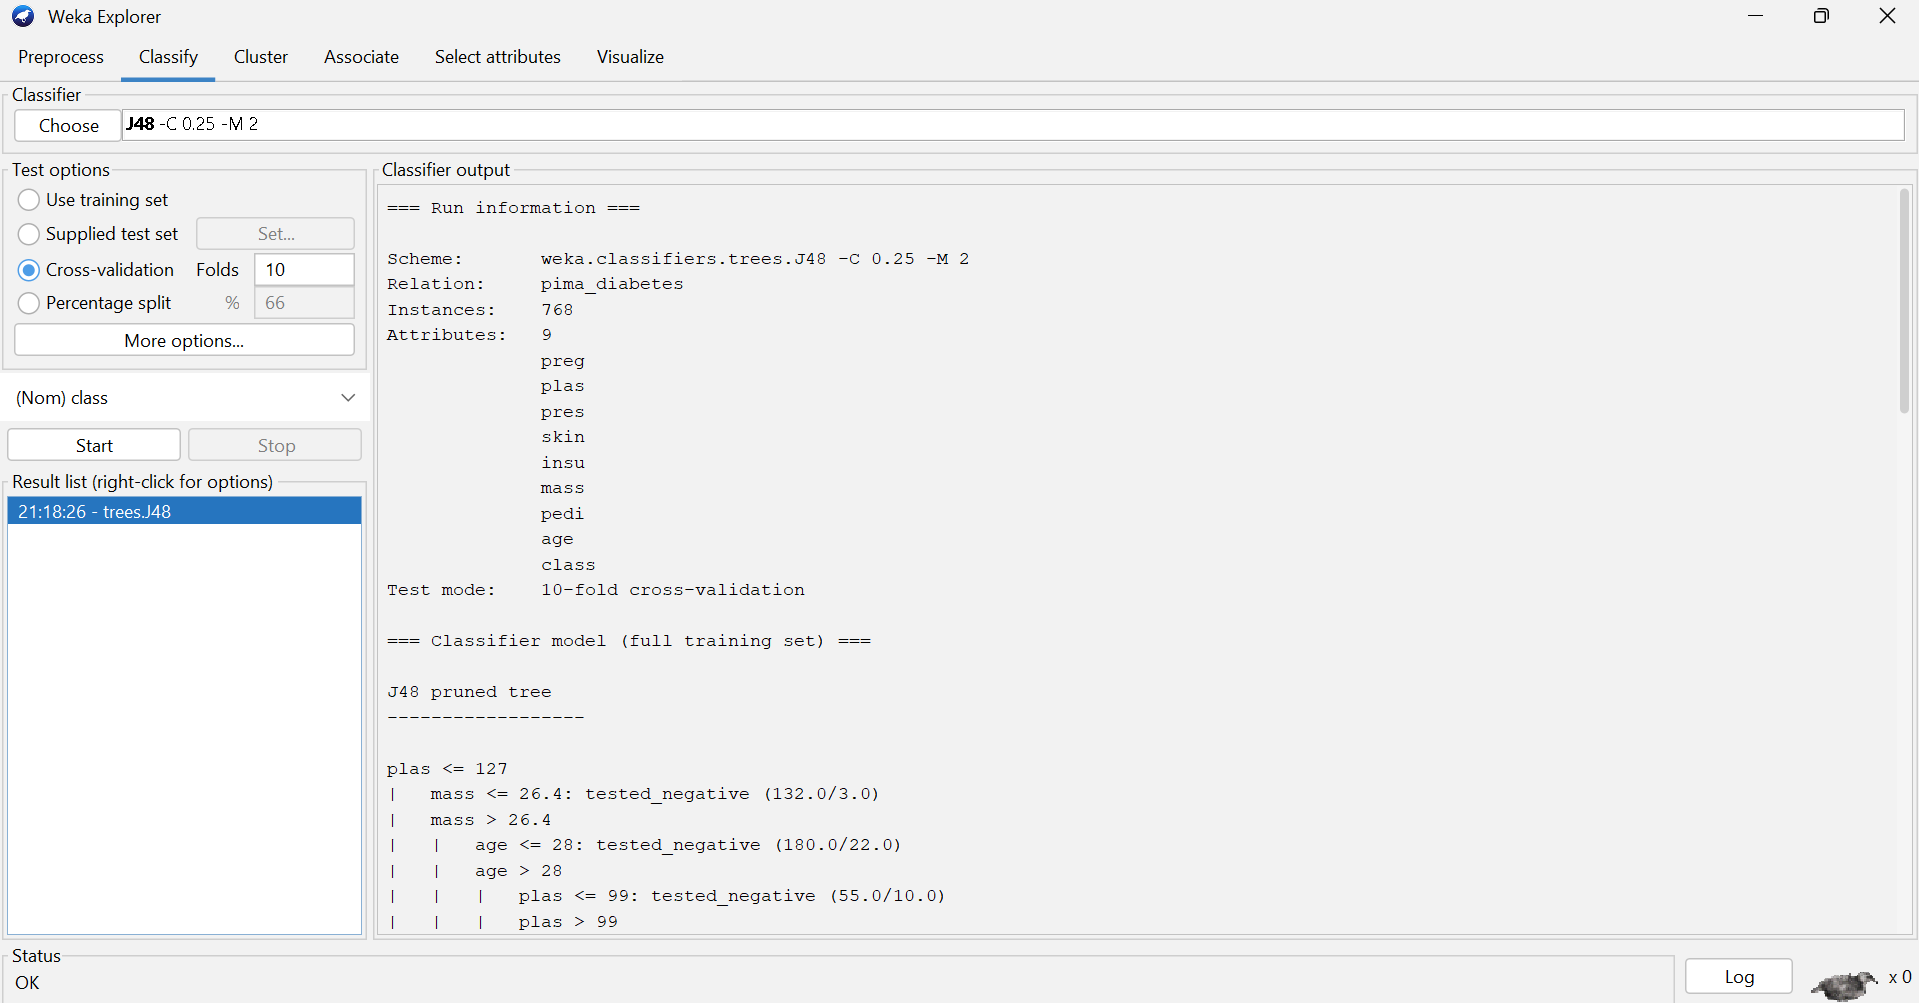 Weka Explorer
Preprocess Classify Cluster Associate Select attributes Visualize
Classifier
Choose J48 -C 0.25 -M 2
Test options
Use training set
Supplied test set Set...
Cross-validation Folds 10
Percentage split % 66
More options...
(Nom) class
Start Stop
Result list (right-click for options)
21:18:26 - trees.J48
Classifier output
=== Run information ===
Scheme: weka.classifiers.trees.J48 -C 0.25 -M 2
Relation: pima_diabetes
Instances: 768
Attributes: 9
preg
plas
pres
skin
insu
mass
pedi
age
class
Test mode: 10-fold cross-validation
=== Classifier model (full training set) ===
J48 pruned tree
------------------
plas <= 127
| mass <= 26.4: tested_negative (132.0/3.0)
| mass > 26.4
| | age <= 28: tested_negative (180.0/22.0)
| | age > 28
| | | plas <= 99: tested_negative (55.0/10.0)
| | | plas > 99
Status
OK
Log x 0